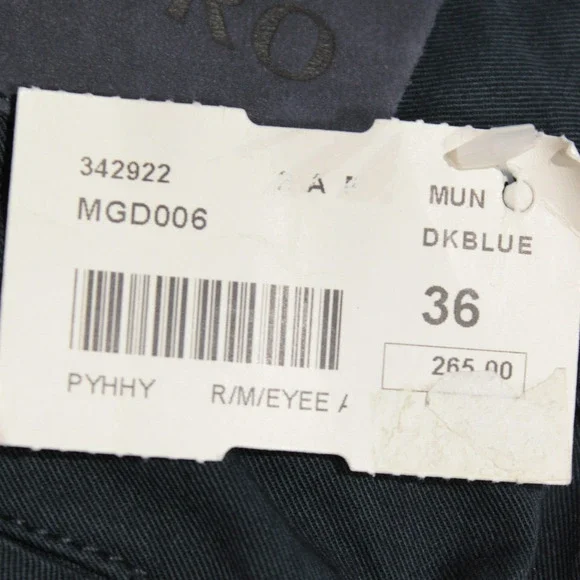 RO
342922
MGD006
MUN
DKBLUE
36
265.00
PYHHY R/M/EYEE